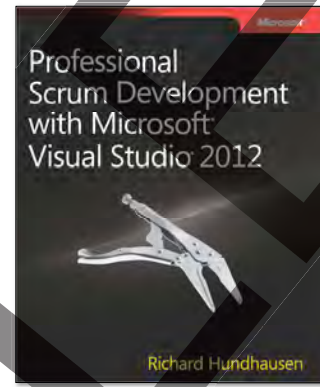 Microsoft
Professional
Scrum Development
with Microsoft
Visual Studio 2012
Richard Hundhausen